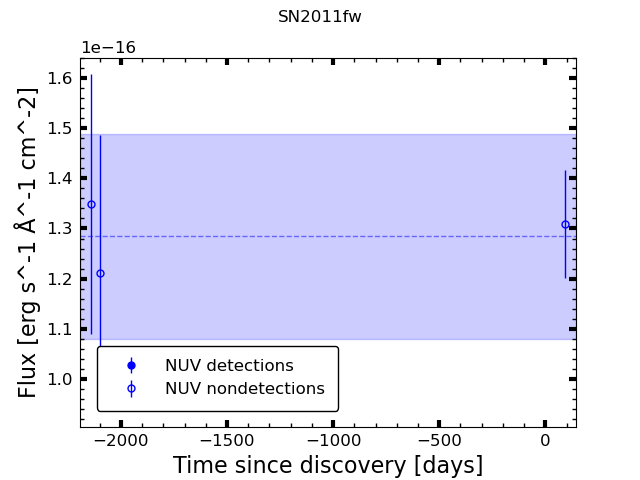 SN2011fw
1e−16
1.6
1.5
1.4
1.3
1.2
1.1
1.0
Flux [erg s^-1 Å^-1 cm^-2]
NUV detections
NUV nondetections
−2000 −1500 −1000 −500 0
Time since discovery [days]